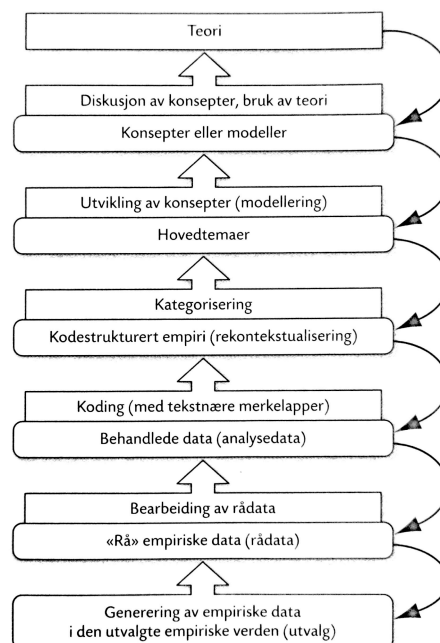 Teori
Diskusjon av konsepter, bruk av teori
Konsepter eller modeller
Utvikling av konsepter (modellering)
Hovedtemaer
Kategorisering
Kodestrukturert empiri (rekontekstualisering)
Koding (med tekstnære merkelapper)
Behandlede data (analysedata)
Bearbeiding av rådata
«Rå» empiriske data (rådata)
Generering av empiriske data
i den utvalgte empiriske verden (utvalg)